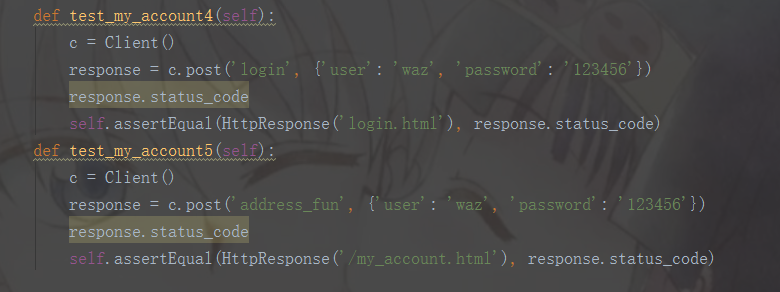 def test_my_account4(self):
    c = Client()
    response = c.post('login', {'user': 'waz', 'password': '123456'})
    response.status_code
    self.assertEqual(HttpResponse('login.html'), response.status_code)
def test_my_account5(self):
    c = Client()
    response = c.post('address_fun', {'user': 'waz', 'password': '123456'})
    response.status_code
    self.assertEqual(HttpResponse('/my_account.html'), response.status_code)